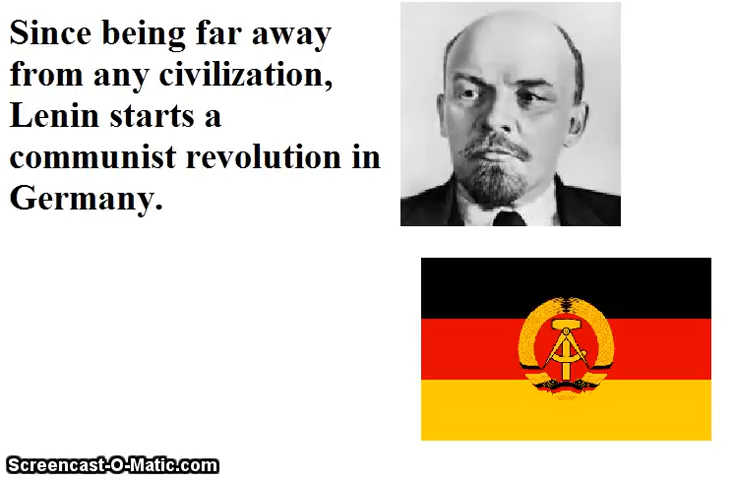 Since being far away
from any civilization,
Lenin starts a
communist revolution in
Germany.
Screencast-O-Matic.com